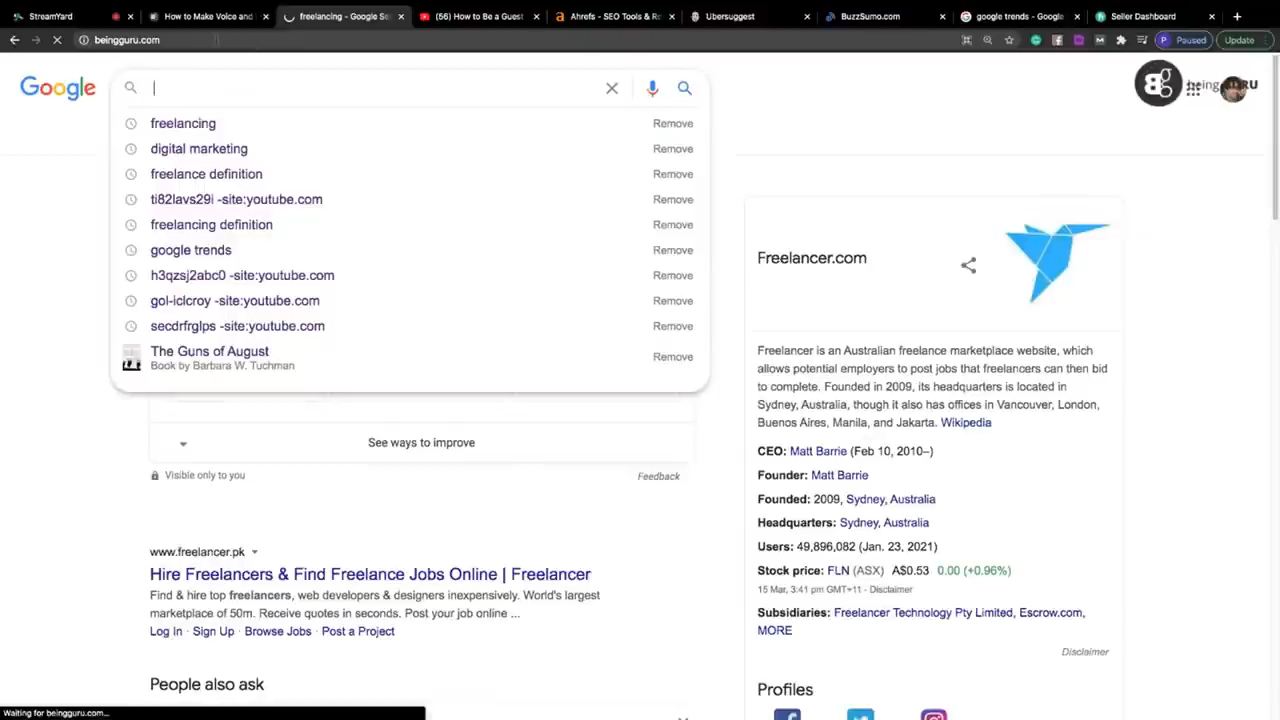 StreamYard
How to Make Voice and
freelancing - Google Se
(56) How to Be a Guest
Ahrefs - SEO Tools & Re
Ubersuggest
BuzzSumo.com
google trends - Google
Seller Dashboard
beingguru.com
Paused
Update
Google
bg
being
RU
freelancing
Remove
digital marketing
Remove
freelance definition
Remove
ti82lavs29i -site:youtube.com
Remove
freelancing definition
Remove
google trends
Remove
h3qzsj2abc0 -site:youtube.com
Remove
gol-iclcroy -site:youtube.com
Remove
secdrfrglps -site:youtube.com
Remove
The Guns of August
Book by Barbara W. Tuchman
Remove
See ways to improve
Visible only to you
Feedback
www.freelancer.pk
Hire Freelancers & Find Freelance Jobs Online | Freelancer
Find & hire top freelancers, web developers & designers inexpensively. World's largest
marketplace of 50m. Receive quotes in seconds. Post your job online ...
Log In · Sign Up · Browse Jobs · Post a Project
People also ask
Freelancer.com
Freelancer is an Australian freelance marketplace website, which
allows potential employers to post jobs that freelancers can then bid
to complete. Founded in 2009, its headquarters is located in
Sydney, Australia, though it also has offices in Vancouver, London,
Buenos Aires, Manila, and Jakarta. Wikipedia
CEO: Matt Barrie (Feb 10, 2010–)
Founder: Matt Barrie
Founded: 2009, Sydney, Australia
Headquarters: Sydney, Australia
Users: 49,896,082 (Jan. 23, 2021)
Stock price: FLN (ASX) A$0.53 0.00 (+0.96%)
15 Mar, 3:41 pm GMT+11 - Disclaimer
Subsidiaries: Freelancer Technology Pty Limited, Escrow.com,
MORE
Disclaimer
Profiles
Waiting for beingguru.com...